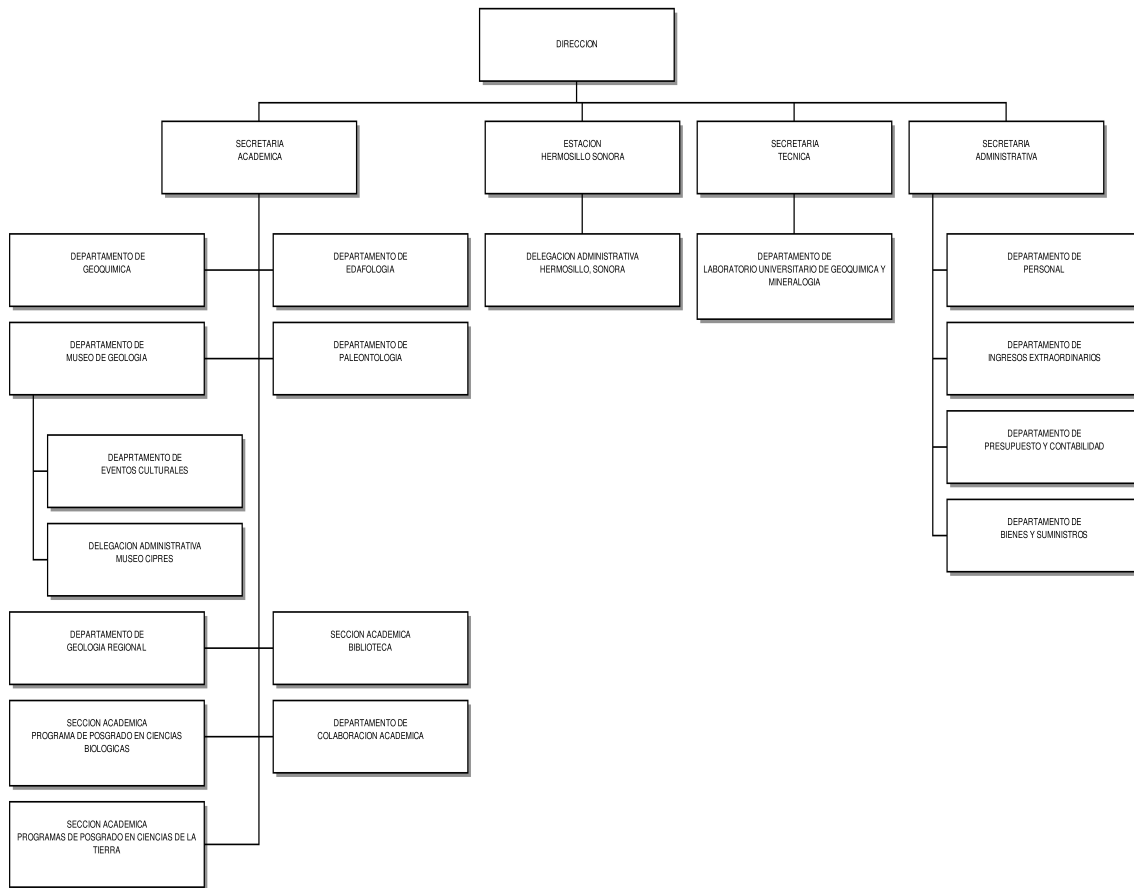 DIRECCION
SECRETARIA
ACADEMICA
ESTACION
HERMOSILLO SONORA
SECRETARIA
TECNICA
SECRETARIA
ADMINISTRATIVA
DEPARTAMENTO DE
GEOQUIMICA
DEPARTAMENTO DE
EDAFOLOGIA
DELEGACION ADMINISTRATIVA
HERMOSILLO, SONORA
DEPARTAMENTO DE
LABORATORIO UNIVERSITARIO DE GEOQUIMICA Y
MINERALOGIA
DEPARTAMENTO DE
PERSONAL
DEPARTAMENTO DE
MUSEO DE GEOLOGIA
DEPARTAMENTO DE
PALEONTOLOGIA
DEPARTAMENTO DE
INGRESOS EXTRAORDINARIOS
DEAPRTAMENTO DE
EVENTOS CULTURALES
DEPARTAMENTO DE
PRESUPUESTO Y CONTABILIDAD
DELEGACION ADMINISTRATIVA
MUSEO CIPRES
DEPARTAMENTO DE
BIENES Y SUMINISTROS
DEPARTAMENTO DE
GEOLOGIA REGIONAL
SECCION ACADEMICA
BIBLIOTECA
SECCION ACADEMICA
PROGRAMA DE POSGRADO EN CIENCIAS
BIOLOGICAS
DEPARTAMENTO DE
COLABORACION ACADEMICA
SECCION ACADEMICA
PROGRAMAS DE POSGRADO EN CIENCIAS DE LA
TIERRA